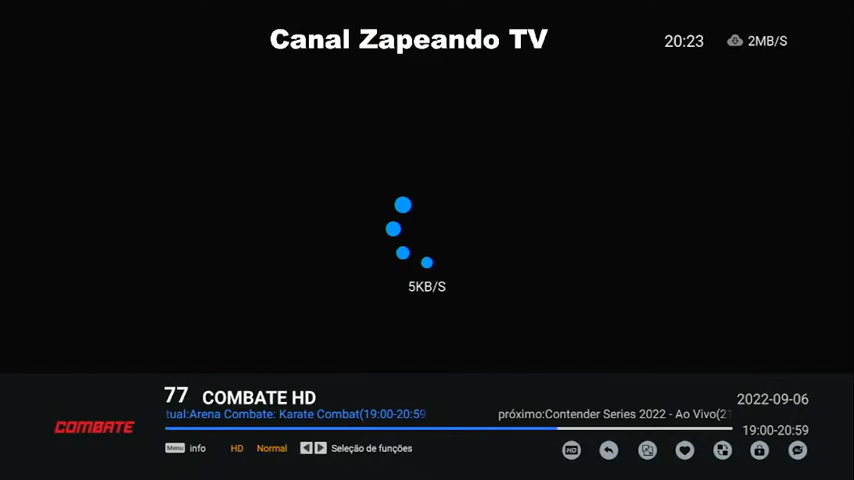 Canal Zapeando TV
20:23
2MB/S
5KB/S
77 COMBATE HD
2022-09-06
tual:Arena Combate: Karate Combat(19:00-20:59
próximo:Contender Series 2022 - Ao Vivo(21
COMBATE
19:00-20:59
Menu info HD Normal Seleção de funções
HD